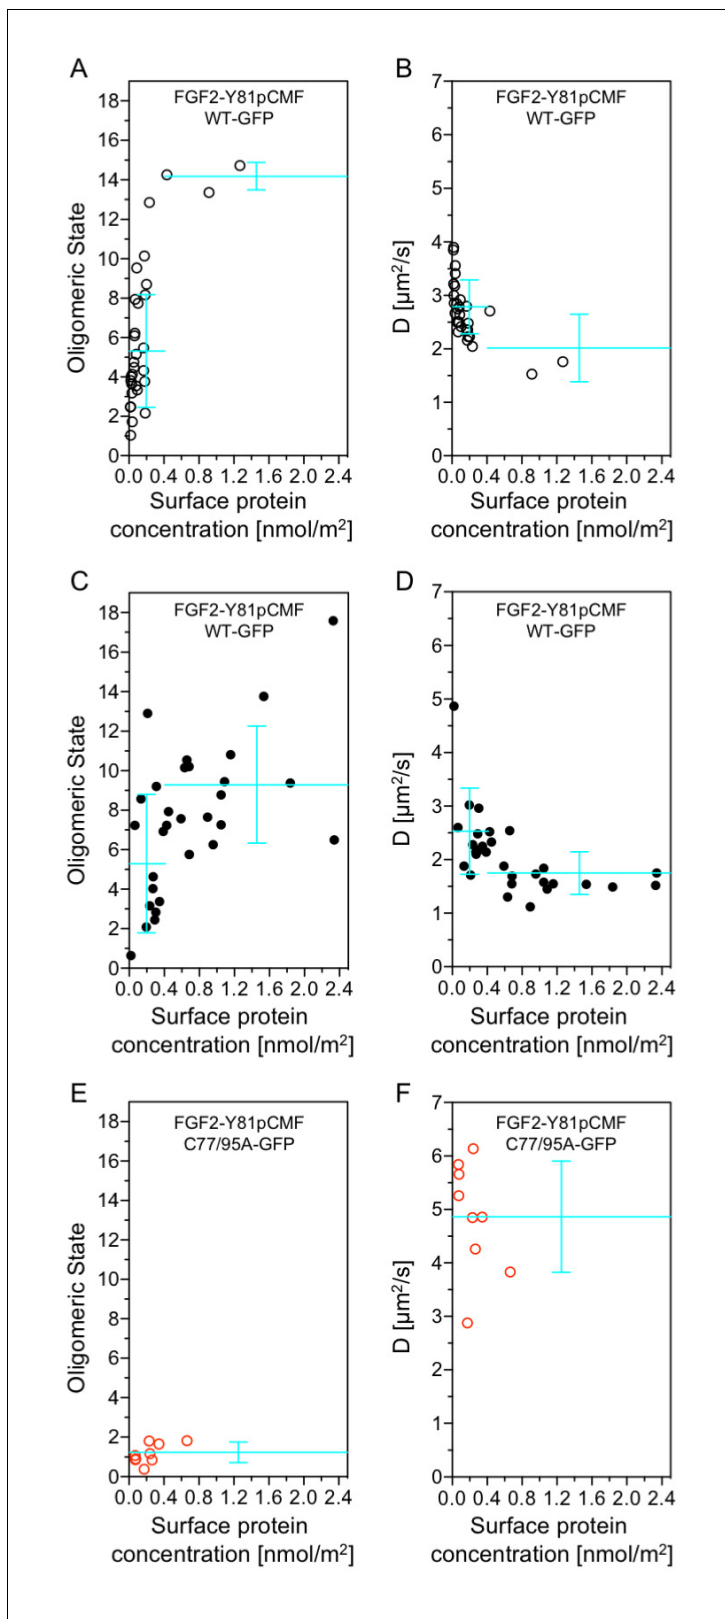 A
FGF2-Y81pCMF
WT-GFP
Oligomeric State
18
16
14
12
10
8
6
4
2
0
0.0 0.4 0.8 1.2 1.6 2.0 2.4
Surface protein
concentration [nmol/m²]
B
FGF2-Y81pCMF
WT-GFP
D [µm²/s]
7
6
5
4
3
2
1
0
0.0 0.4 0.8 1.2 1.6 2.0 2.4
Surface protein
concentration [nmol/m²]
C
FGF2-Y81pCMF
WT-GFP
Oligomeric State
18
16
14
12
10
8
6
4
2
0
0.0 0.4 0.8 1.2 1.6 2.0 2.4
Surface protein
concentration [nmol/m²]
D
FGF2-Y81pCMF
WT-GFP
D [µm²/s]
7
6
5
4
3
2
1
0
0.0 0.4 0.8 1.2 1.6 2.0 2.4
Surface protein
concentration [nmol/m²]
E
FGF2-Y81pCMF
C77/95A-GFP
Oligomeric State
18
16
14
12
10
8
6
4
2
0
0.0 0.4 0.8 1.2 1.6 2.0 2.4
Surface protein
concentration [nmol/m²]
F
FGF2-Y81pCMF
C77/95A-GFP
D [µm²/s]
7
6
5
4
3
2
1
0
0.0 0.4 0.8 1.2 1.6 2.0 2.4
Surface protein
concentration [nmol/m²]